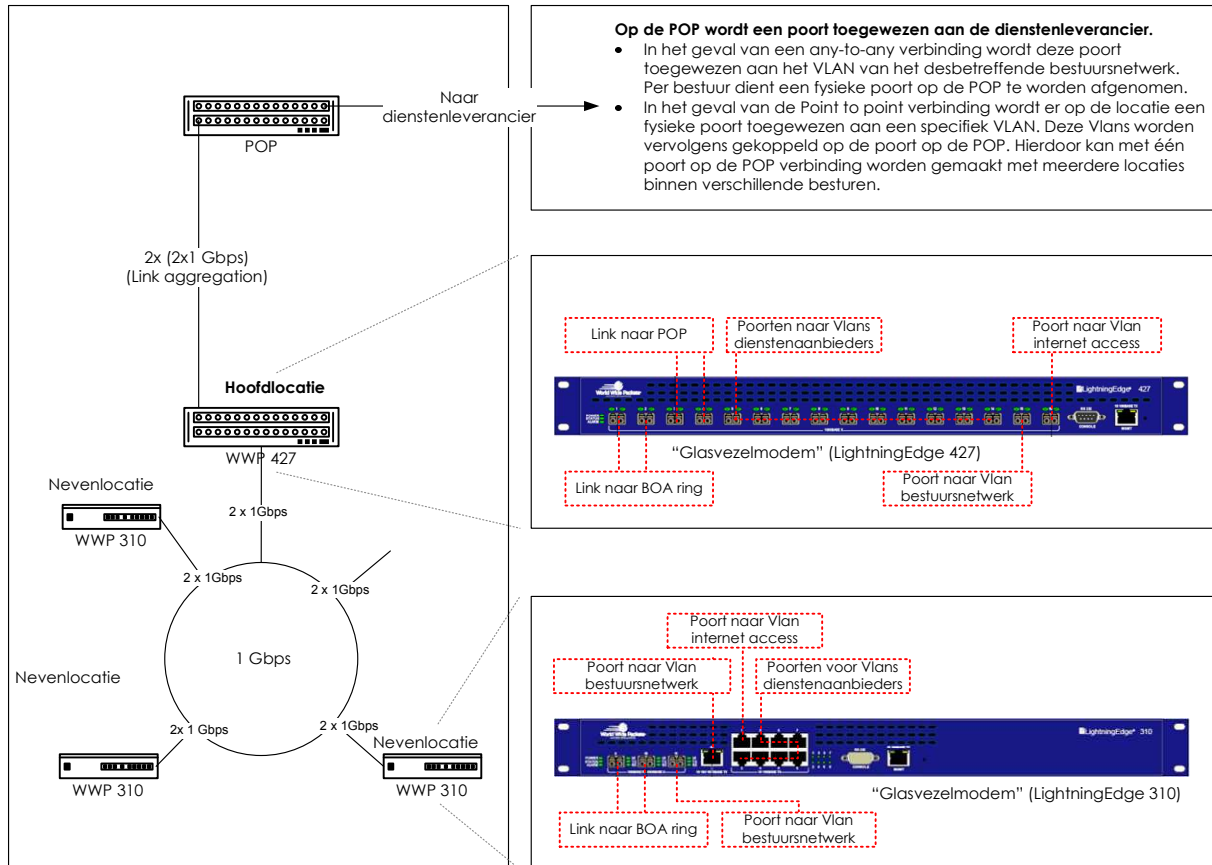 Op de POP wordt een poort toegewezen aan de dienstenleverancier.
• In het geval van een any-to-any verbinding wordt deze poort
toegewezen aan het VLAN van het desbetreffende bestuursnetwerk.
Per bestuur dient een fysieke poort op de POP te worden afgenomen.
• In het geval van de Point to point verbinding wordt er op de locatie een
fysieke poort toegewezen aan een specifiek VLAN. Deze Vlans worden
vervolgens gekoppeld op de poort op de POP. Hierdoor kan met één
poort op de POP verbinding worden gemaakt met meerdere locaties
binnen verschillende besturen.
Naar
dienstenleverancier
POP
2x (2x1 Gbps)
(Link aggregation)
Hoofdlocatie
WWP 427
2 x 1Gbps
Nevenlocatie
WWP 310
2 x 1Gbps
2 x 1Gbps
1 Gbps
Nevenlocatie
2x 1 Gbps
2 x 1Gbps
WWP 310
Nevenlocatie
WWP 310
Link naar POP
Poorten naar Vlans
dienstenaanbieders
Poort naar Vlan
internet access
World Wide Packets
LightningEdge 427
CONSOLE
"Glasvezelmodem" (LightningEdge 427)
Link naar BOA ring
Poort naar Vlan
bestuursnetwerk
Poort naar Vlan
internet access
Poort naar Vlan
bestuursnetwerk
Poorten voor Vlans
dienstenaanbieders
World Wide Packets
LightningEdge 310
CONSOLE
"Glasvezelmodem" (LightningEdge 310)
Link naar BOA ring
Poort naar Vlan
bestuursnetwerk